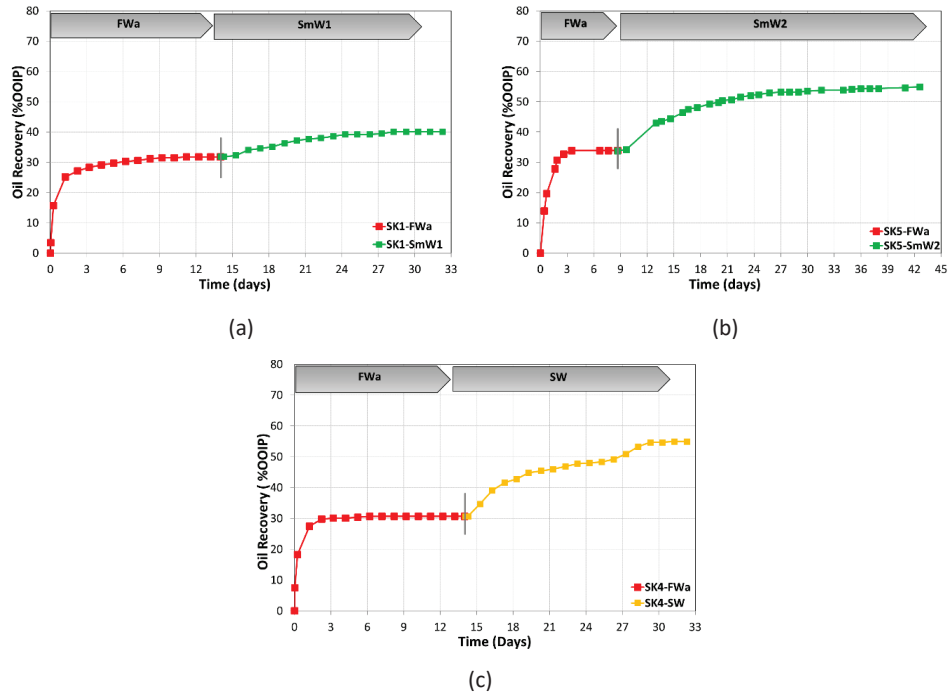 FWa
SmW1
80
70
60
50
40
30
20
10
0
Oil Recovery (%OOIP)
SK1-FWa
SK1-SmW1
0 3 6 9 12 15 18 21 24 27 30 33
Time (days)
(a)
FWa
SmW2
80
70
60
50
40
30
20
10
0
Oil Recovery (%OOIP)
SK5-FWa
SK5-SmW2
0 3 6 9 12 15 18 21 24 27 30 33 36 39 42 45
Time (days)
(b)
FWa
SW
80
70
60
50
40
30
20
10
0
Oil Recovery ( %OOIP)
SK4-FWa
SK4-SW
0 3 6 9 12 15 18 21 24 27 30 33
Time (Days)
(c)